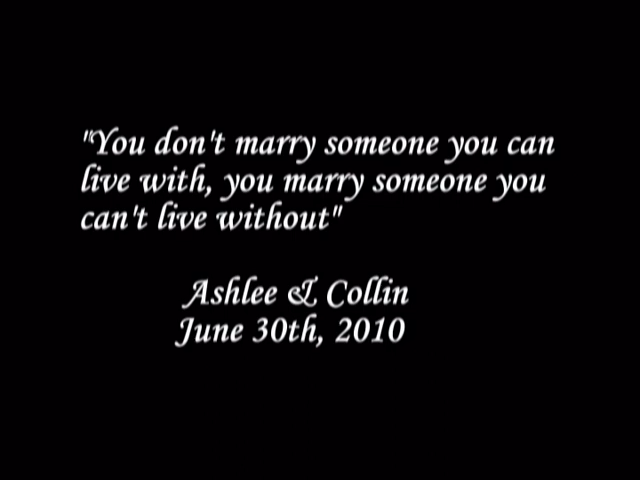 "You don't marry someone you can
live with, you marry someone you
can't live without"
Ashlee & Collin
June 30th, 2010